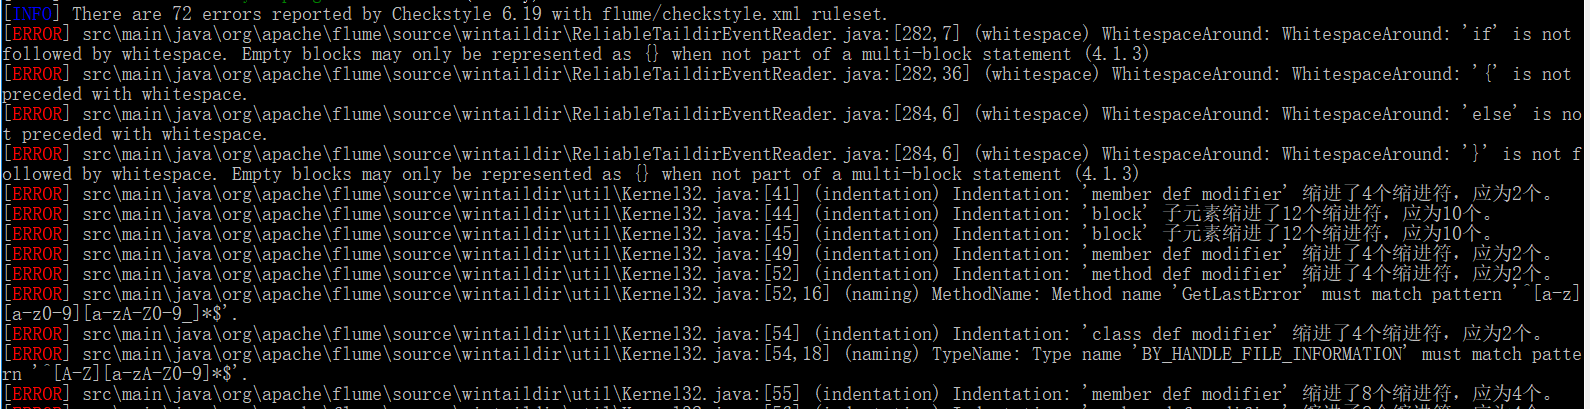 [INFO] There are 72 errors reported by Checkstyle 6.19 with flume/checkstyle.xml ruleset.
[ERROR] src\main\java\org\apache\flume\source\wintaildir\ReliableTaildirEventReader.java:[282,7] (whitespace) WhitespaceAround: WhitespaceAround: 'if' is not
followed by whitespace. Empty blocks may only be represented as {} when not part of a multi-block statement (4.1.3)
[ERROR] src\main\java\org\apache\flume\source\wintaildir\ReliableTaildirEventReader.java:[282,36] (whitespace) WhitespaceAround: WhitespaceAround: '{' is not
preceded with whitespace.
[ERROR] src\main\java\org\apache\flume\source\wintaildir\ReliableTaildirEventReader.java:[284,6] (whitespace) WhitespaceAround: WhitespaceAround: 'else' is no
t preceded with whitespace.
[ERROR] src\main\java\org\apache\flume\source\wintaildir\ReliableTaildirEventReader.java:[284,6] (whitespace) WhitespaceAround: WhitespaceAround: '}' is not f
ollowed by whitespace. Empty blocks may only be represented as {} when not part of a multi-block statement (4.1.3)
[ERROR] src\main\java\org\apache\flume\source\wintaildir\util\Kernel32.java:[41] (indentation) Indentation: 'member def modifier' 缩进了4个缩进符，应为2个。
[ERROR] src\main\java\org\apache\flume\source\wintaildir\util\Kernel32.java:[44] (indentation) Indentation: 'block' 子元素缩进了12个缩进符，应为10个。
[ERROR] src\main\java\org\apache\flume\source\wintaildir\util\Kernel32.java:[45] (indentation) Indentation: 'block' 子元素缩进了12个缩进符，应为10个。
[ERROR] src\main\java\org\apache\flume\source\wintaildir\util\Kernel32.java:[49] (indentation) Indentation: 'member def modifier' 缩进了4个缩进符，应为2个。
[ERROR] src\main\java\org\apache\flume\source\wintaildir\util\Kernel32.java:[52] (indentation) Indentation: 'method def modifier' 缩进了4个缩进符，应为2个。
[ERROR] src\main\java\org\apache\flume\source\wintaildir\util\Kernel32.java:[52,16] (naming) MethodName: Method name 'GetLastError' must match pattern '^[a-z]
[a-z0-9][a-zA-Z0-9_]*$'.
[ERROR] src\main\java\org\apache\flume\source\wintaildir\util\Kernel32.java:[54] (indentation) Indentation: 'class def modifier' 缩进了4个缩进符，应为2个。
[ERROR] src\main\java\org\apache\flume\source\wintaildir\util\Kernel32.java:[54,18] (naming) TypeName: Type name 'BY_HANDLE_FILE_INFORMATION' must match patte
rn '^[A-Z][a-zA-Z0-9]*$'.
[ERROR] src\main\java\org\apache\flume\source\wintaildir\util\Kernel32.java:[55] (indentation) Indentation: 'member def modifier' 缩进了8个缩进符，应为4个。